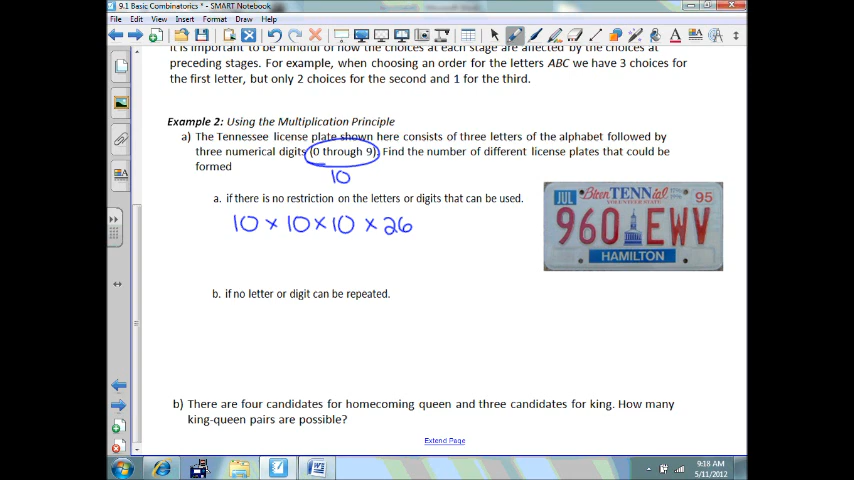 9.1 Basic Combinatorics * - SMART Notebook
File Edit View Insert Format Draw Help
It is important to be mindful of how the choices at each stage are affected by the choices at
preceding stages. For example, when choosing an order for the letters ABC we have 3 choices for
the first letter, but only 2 choices for the second and 1 for the third.
Example 2: Using the Multiplication Principle
a) The Tennessee license plate shown here consists of three letters of the alphabet followed by
three numerical digits (0 through 9). Find the number of different license plates that could be
formed
10
a. if there is no restriction on the letters or digits that can be used.
10 × 10 × 10 × 26
JUL Bicen TENNial 95
VOLUNTEER STATE
960 EWV
HAMILTON
b. if no letter or digit can be repeated.
b) There are four candidates for homecoming queen and three candidates for king. How many
king-queen pairs are possible?
Extend Page
9:18 AM
5/11/2012